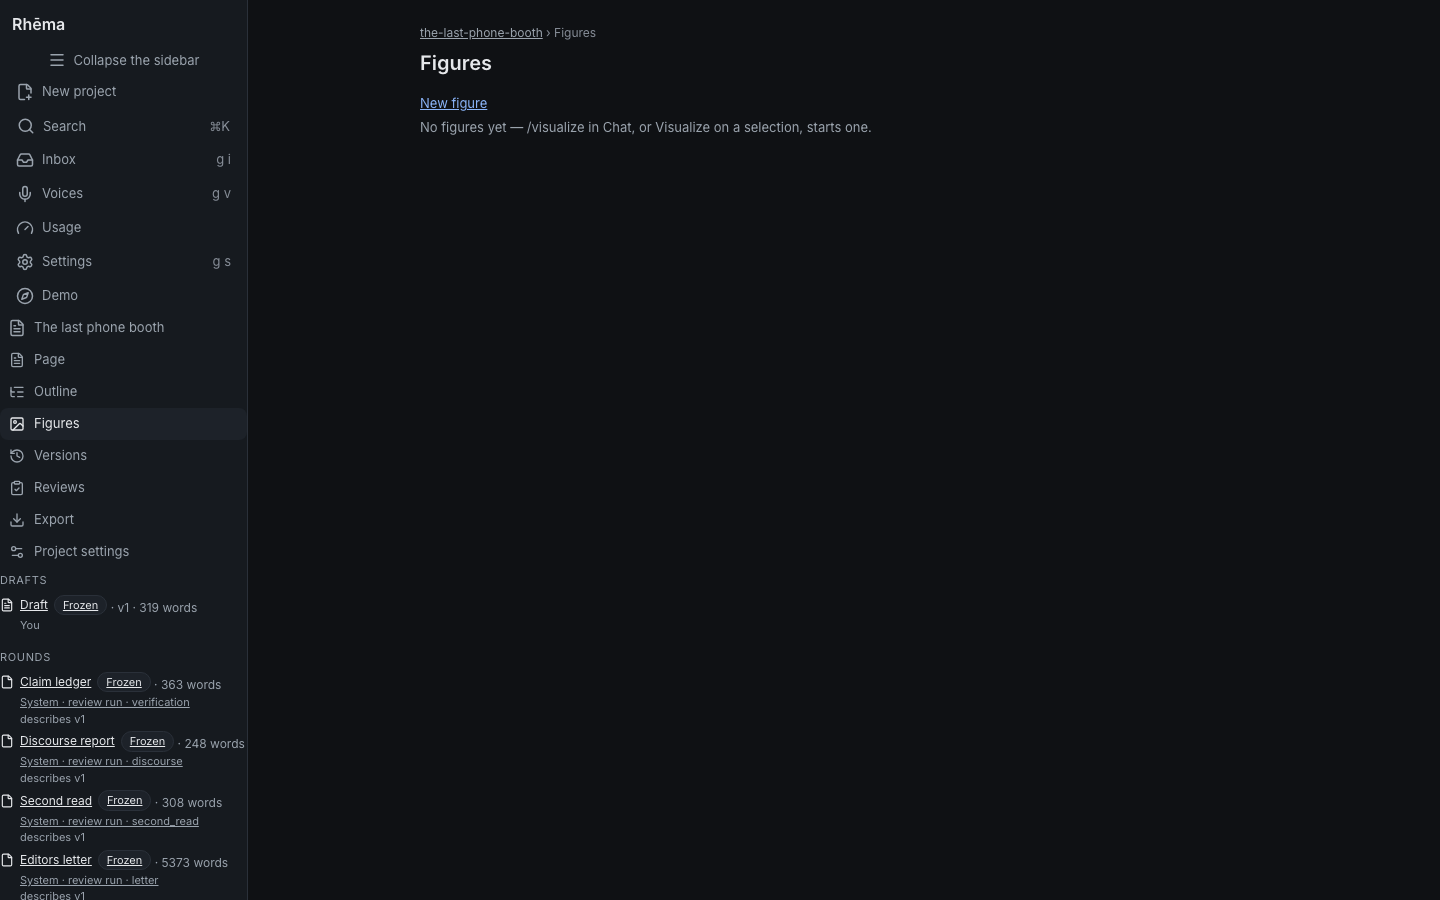 Rhēma
Collapse the sidebar
New project
Search ⌘K
Inbox g i
Voices g v
Usage
Settings g s
Demo
The last phone booth
Page
Outline
Figures
Versions
Reviews
Export
Project settings
DRAFTS
Draft Frozen · v1 · 319 words
You
ROUNDS
Claim ledger Frozen · 363 words
System · review run · verification
describes v1
Discourse report Frozen · 248 words
System · review run · discourse
describes v1
Second read Frozen · 308 words
System · review run · second_read
describes v1
Editors letter Frozen · 5373 words
System · review run · letter
describes v1
the-last-phone-booth › Figures
Figures
New figure
No figures yet — /visualize in Chat, or Visualize on a selection, starts one.